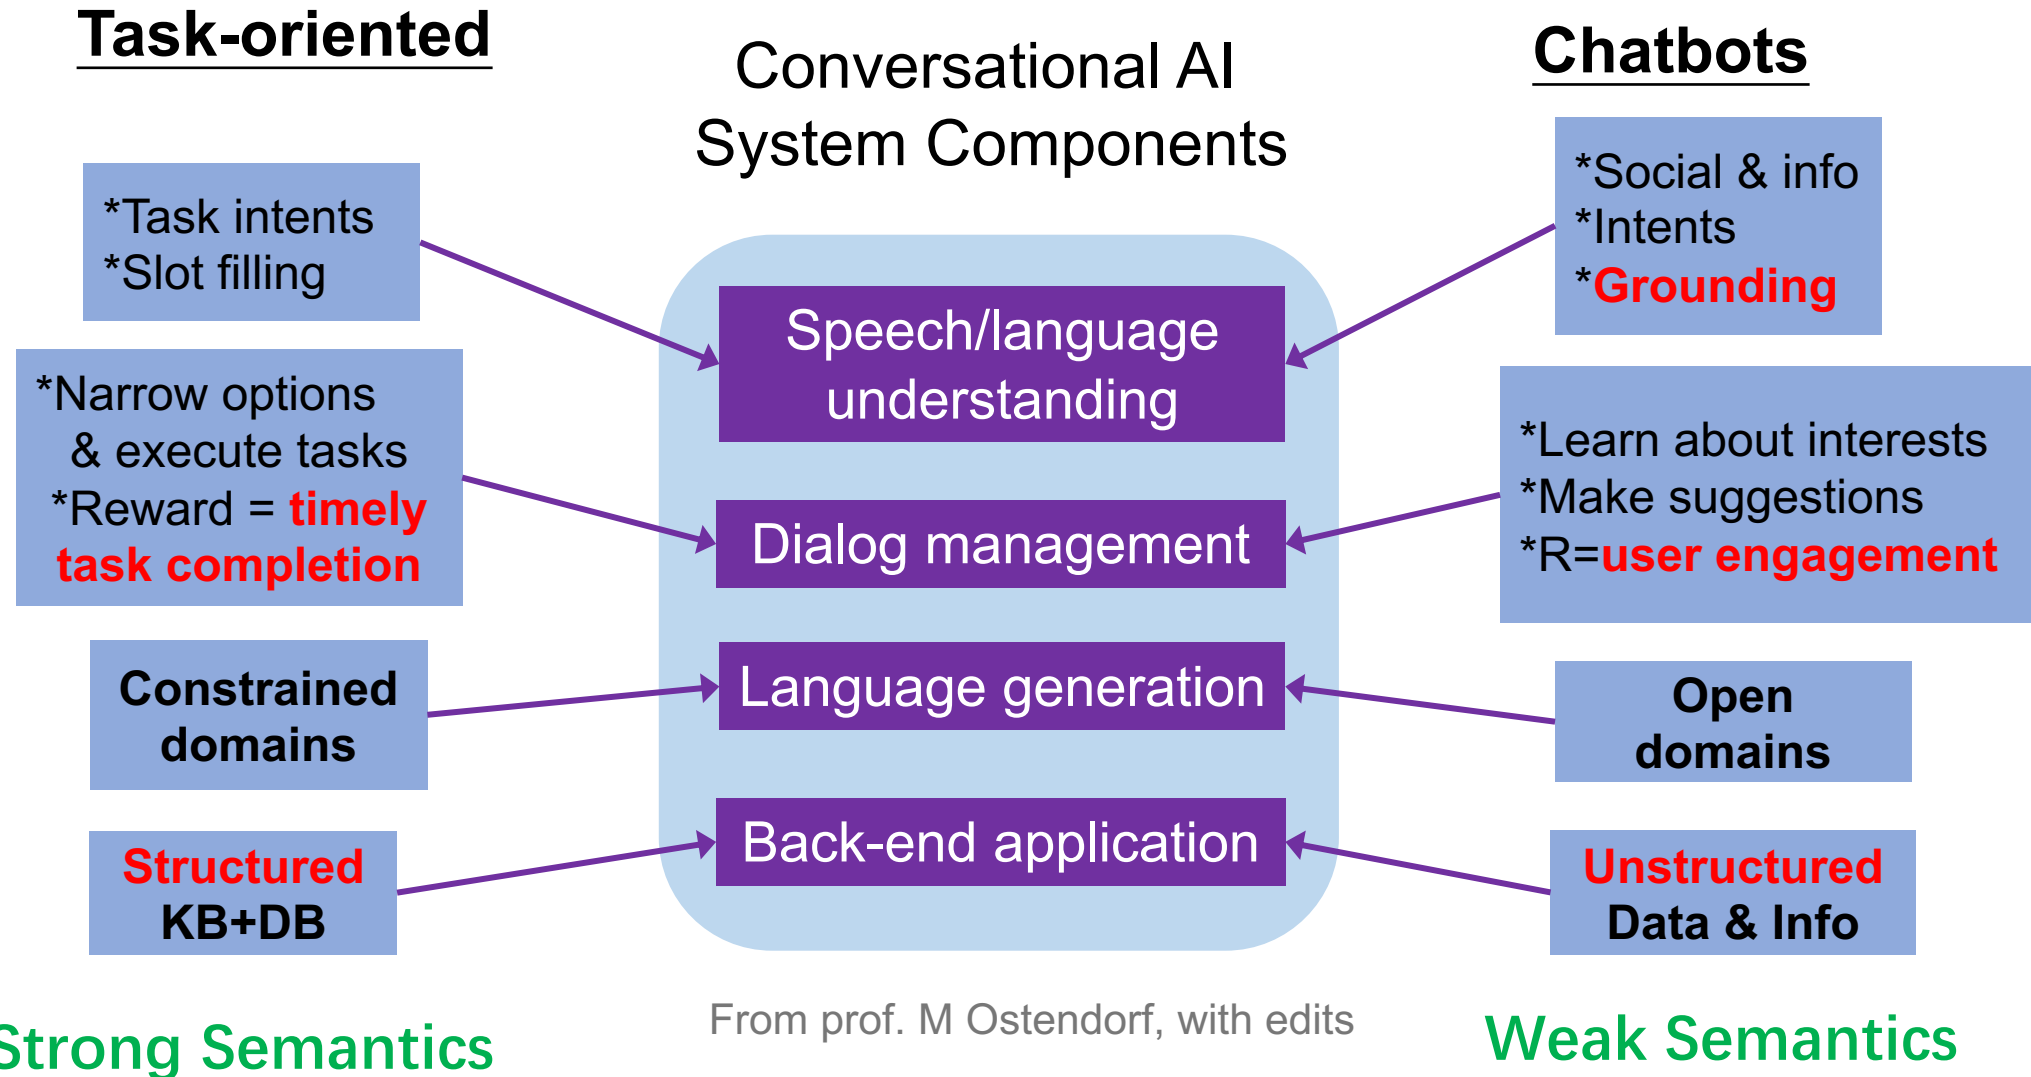 Task-oriented
Conversational AI
System Components
Chatbots
*Task intents
*Slot filling
*Narrow options
& execute tasks
*Reward = timely
task completion
Constrained
domains
Structured
KB+DB
Strong Semantics
Speech/language
understanding
Dialog management
Language generation
Back-end application
From prof. M Ostendorf, with edits
*Social & info
*Intents
*Grounding
*Learn about interests
*Make suggestions
*R=user engagement
Open
domains
Unstructured
Data & Info
Weak Semantics